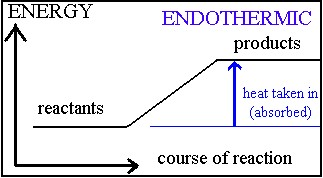 ENERGY
ENDOTHERMIC
products
reactants
heat taken in
(absorbed)
course of reaction